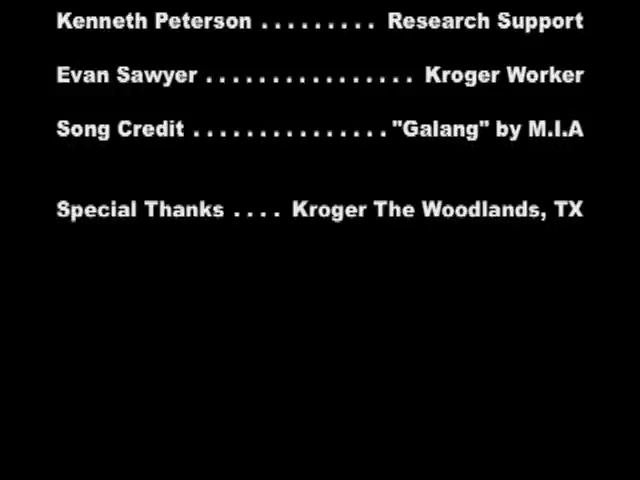 Kenneth Peterson ......... Research Support
Evan Sawyer ................ Kroger Worker
Song Credit ............... "Galang" by M.I.A
Special Thanks .... Kroger The Woodlands, TX